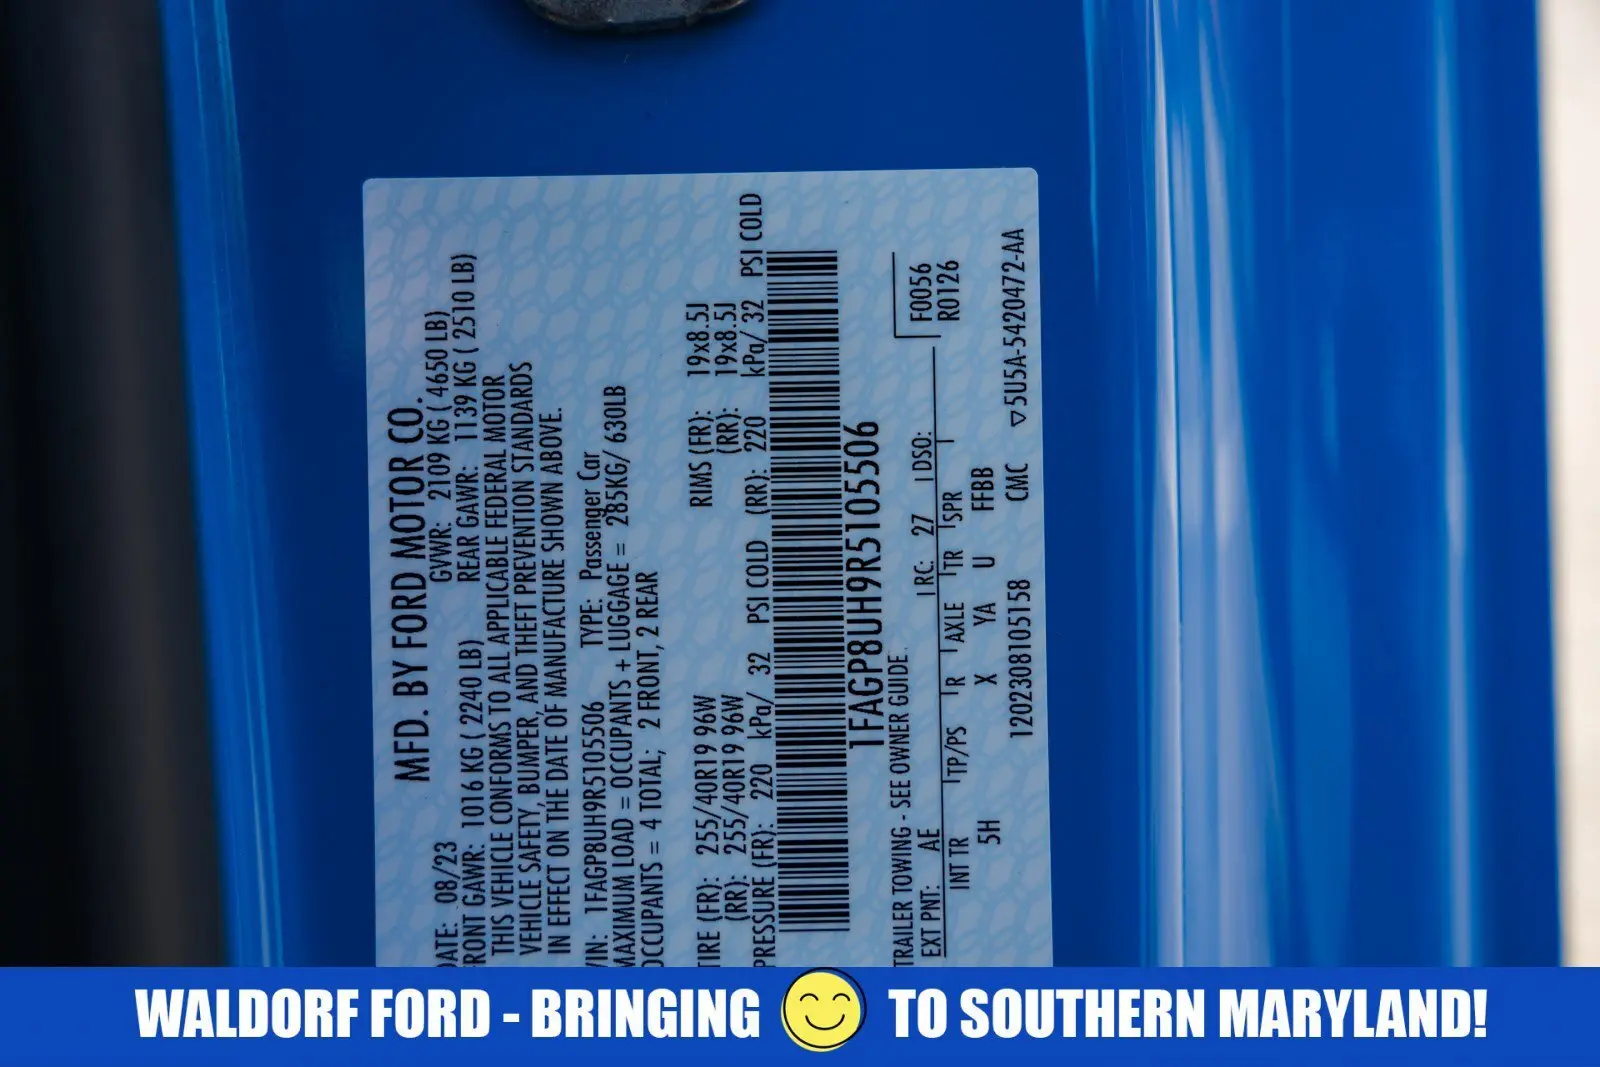 MFD. BY FORD MOTOR CO.
DATE: 08/23 GVWR: 2109 KG ( 4650 LB)
FRONT GAWR: 1016 KG ( 2240 LB) REAR GAWR: 1139 KG ( 2510 LB)
THIS VEHICLE CONFORMS TO ALL APPLICABLE FEDERAL MOTOR
VEHICLE SAFETY, BUMPER, AND THEFT PREVENTION STANDARDS
IN EFFECT ON THE DATE OF MANUFACTURE SHOWN ABOVE.
VIN: 1FAGP8UH9R5105506 TYPE: Passenger Car
MAXIMUM LOAD = OCCUPANTS + LUGGAGE = 285KG/ 630LB
OCCUPANTS = 4 TOTAL; 2 FRONT, 2 REAR
TIRE (FR): 255/40R19 96W RIMS (FR): 19x8.5J
(RR): 255/40R19 96W (RR): 19x8.5J
PRESSURE (FR): 220 kPa/ 32 PSI COLD (RR): 220 kPa/ 32 PSI COLD
1FAGP8UH9R5105506
TRAILER TOWING - SEE OWNER GUIDE. F0056
EXT PNT: AE RC: 27 DSO: R0126
INT TR TP/PS R AXLE TR SPR
5H X YA U FFBB
120230810515​8 CMC ▽5U5A-5420472-AA
WALDORF FORD - BRINGING TO SOUTHERN MARYLAND!